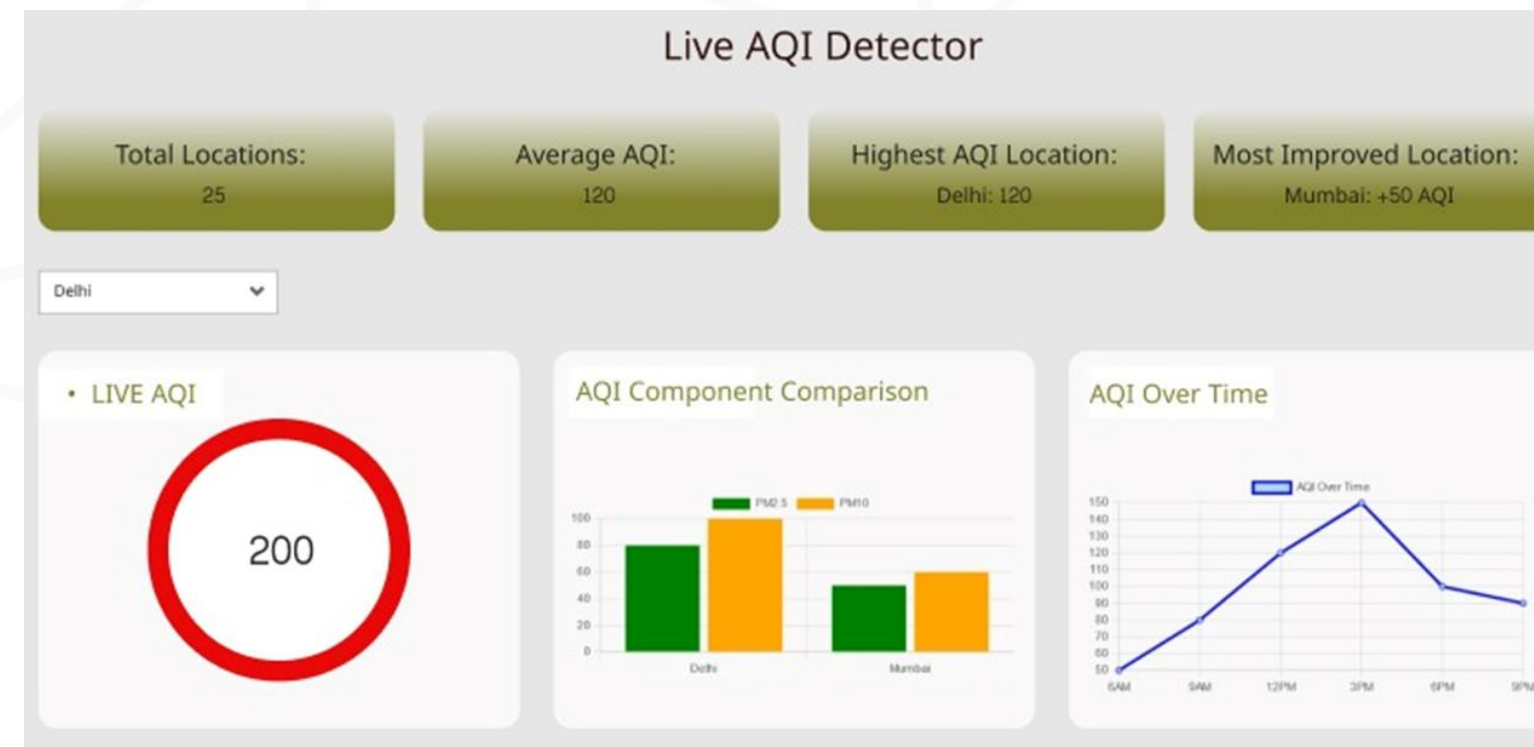 Live AQI Detector
Total Locations:
25
Average AQI:
120
Highest AQI Location:
Delhi: 120
Most Improved Location:
Mumbai: +50 AQI
Delhi
• LIVE AQI
200
AQI Component Comparison
PM2.5 PM10
100
80
60
40
20
0
Delhi Mumbai
AQI Over Time
AQI Over Time
150
140
130
120
110
100
90
80
70
60
50
6AM 9AM 12PM 3PM 6PM 9PM